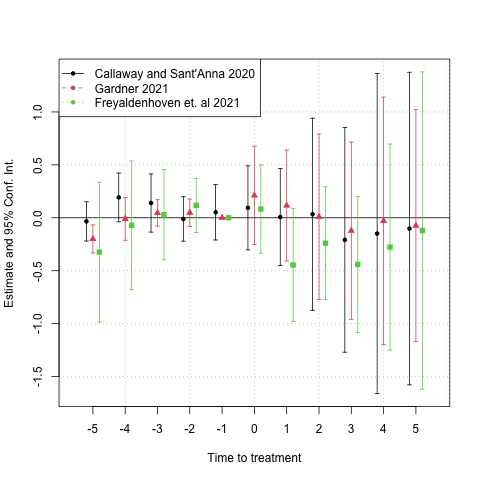 Callaway and Sant'Anna 2020
Gardner 2021
Freyaldenhoven et. al 2021
Estimate and 95% Conf. Int.
1.0
0.5
0.0
-0.5
-1.0
-1.5
-5 -4 -3 -2 -1 0 1 2 3 4 5
Time to treatment